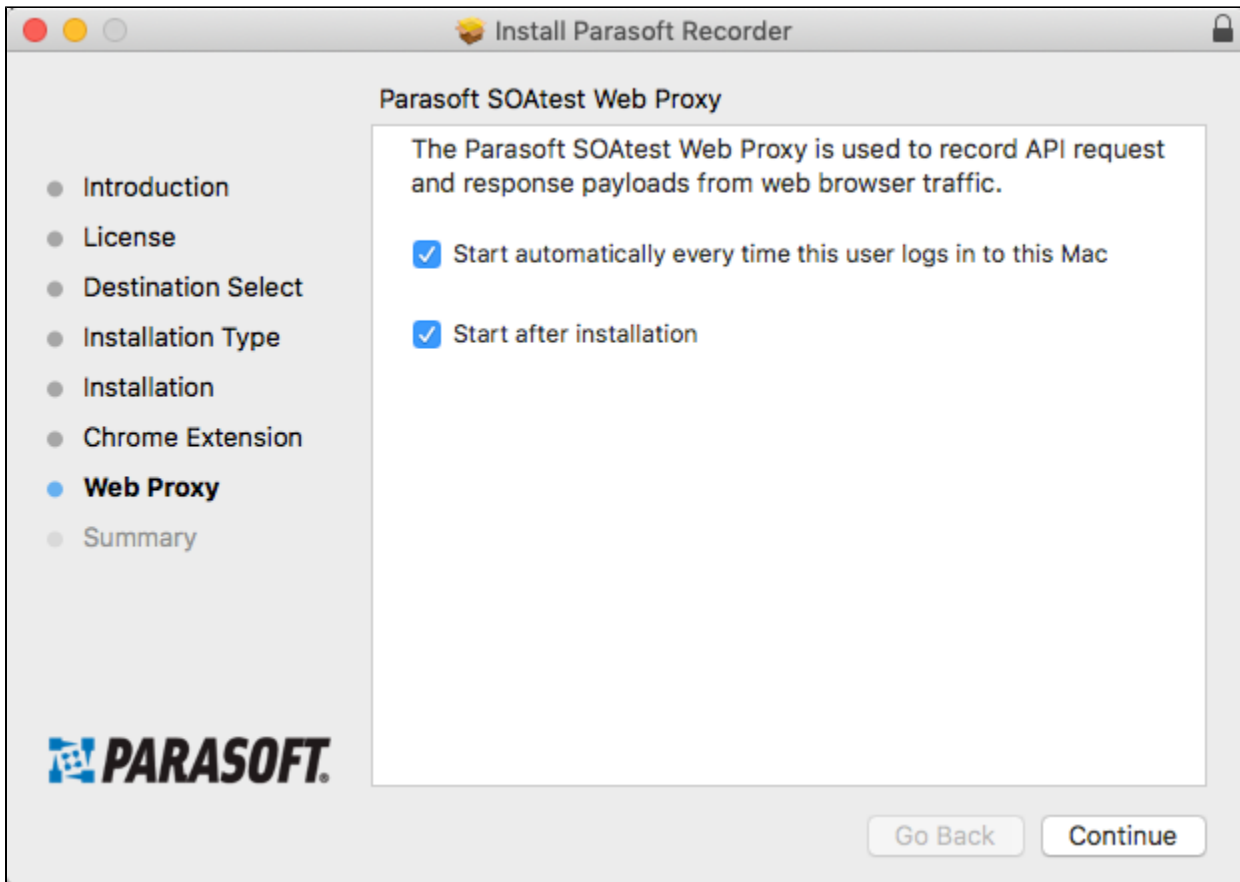 Install Parasoft Recorder
Parasoft SOAtest Web Proxy
Introduction
License
Destination Select
Installation Type
Installation
Chrome Extension
Web Proxy
Summary
The Parasoft SOAtest Web Proxy is used to record API request
and response payloads from web browser traffic.
Start automatically every time this user logs in to this Mac
Start after installation
PARASOFT®
Go Back
Continue